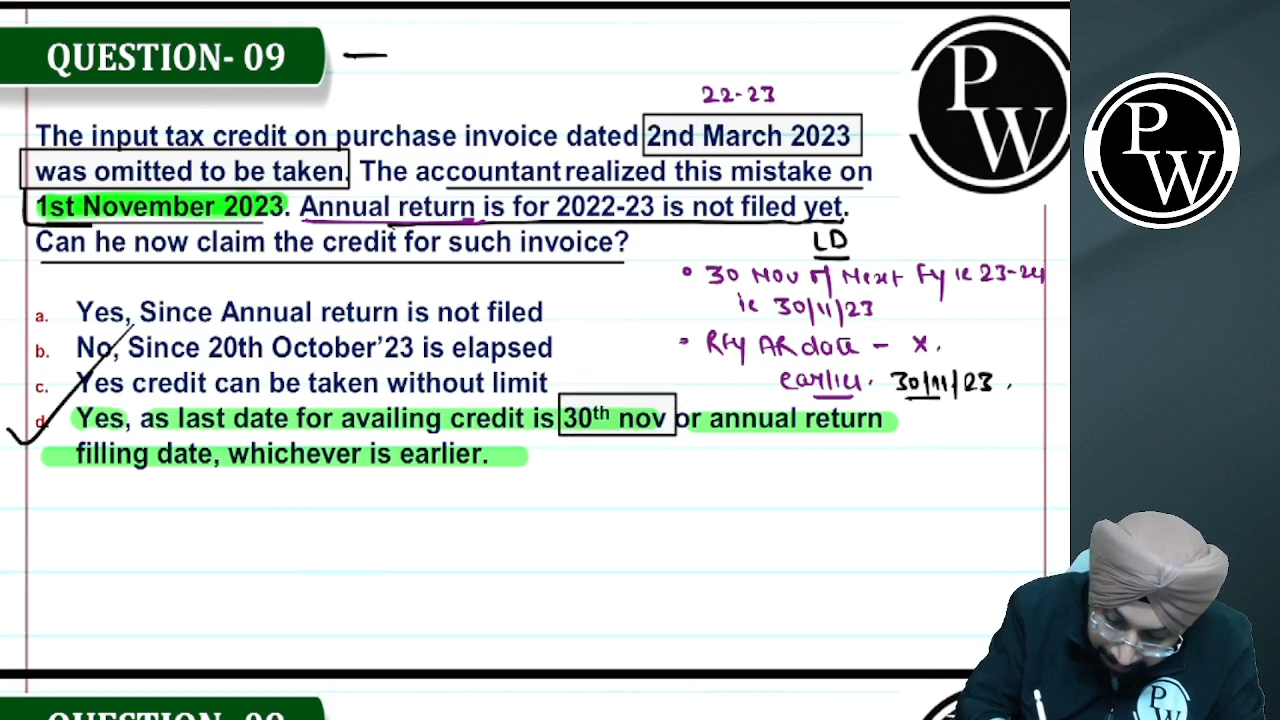 QUESTION- 09
22-23
The input tax credit on purchase invoice dated 2nd March 2023
was omitted to be taken. The accountant realized this mistake on
1st November 2023. Annual return is for 2022-23 is not filed yet.
Can he now claim the credit for such invoice?
LD
• 30 Nov of Next Fy ie 23-24
ie 30/11/23
a. Yes, Since Annual return is not filed
b. No, Since 20th October’23 is elapsed
• AR date - x.
c. Yes credit can be taken without limit
earlier. 30/11/23.
d. Yes, as last date for availing credit is 30th nov or annual return
filling date, whichever is earlier.
PW
PW
PW
QUESTION- 09